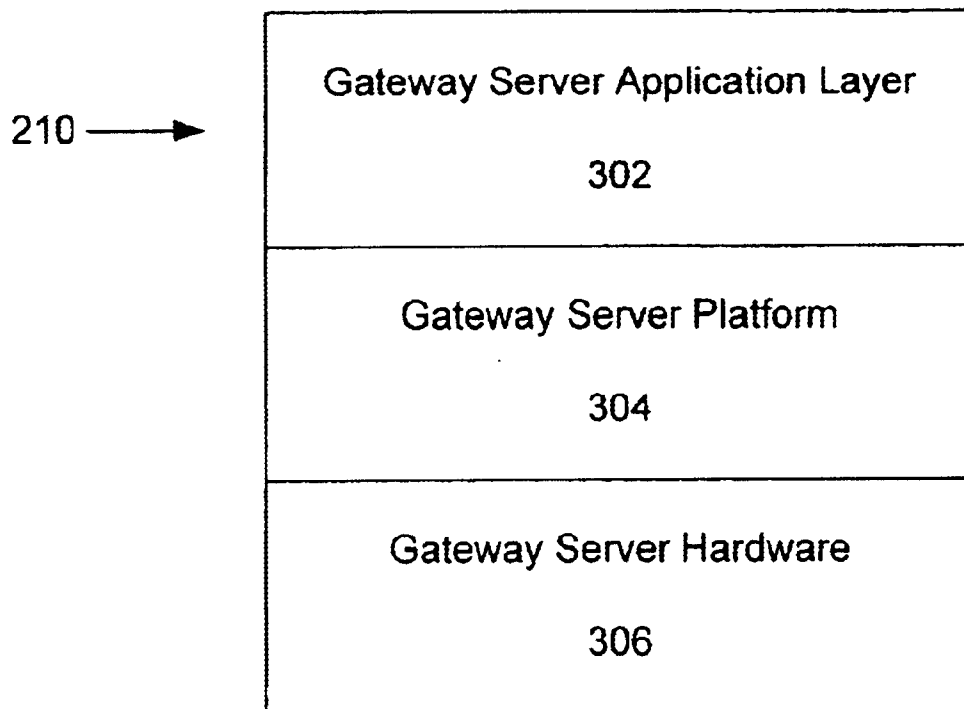 Gateway Server Application Layer
210
302
Gateway Server Platform
304
Gateway Server Hardware
306